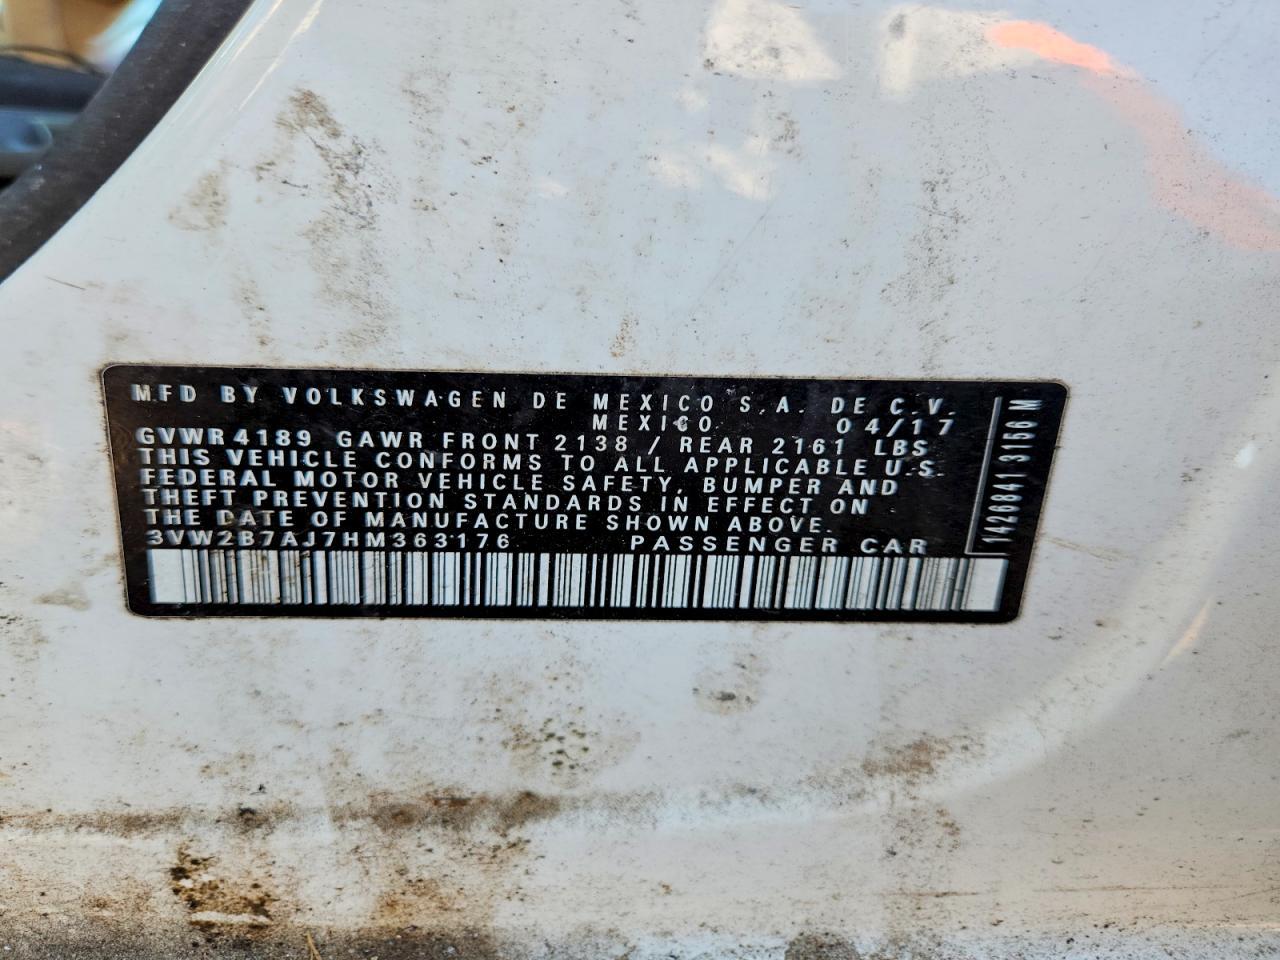 MFD BY VOLKSWAGEN DE MEXICO S.A. DE C.V.
MEXICO 04/17
GVWR 4189 GAWR FRONT 2138 / REAR 2161 LBS
THIS VEHICLE CONFORMS TO ALL APPLICABLE U.S.
FEDERAL MOTOR VEHICLE SAFETY, BUMPER AND
THEFT PREVENTION STANDARDS IN EFFECT ON
THE DATE OF MANUFACTURE SHOWN ABOVE.
3VW2B7AJ7HM363176 PASSENGER CAR
1426841 3166 M